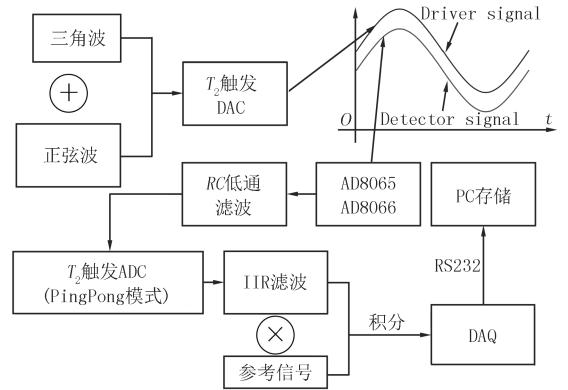 三角波
+
正弦波
T2触发
DAC
Driver signal
O
Detector signal
t
RC低通
滤波
AD8065
AD8066
PC存储
T2触发ADC
(PingPong模式)
IIR滤波
×
参考信号
积分
RS232
DAQ